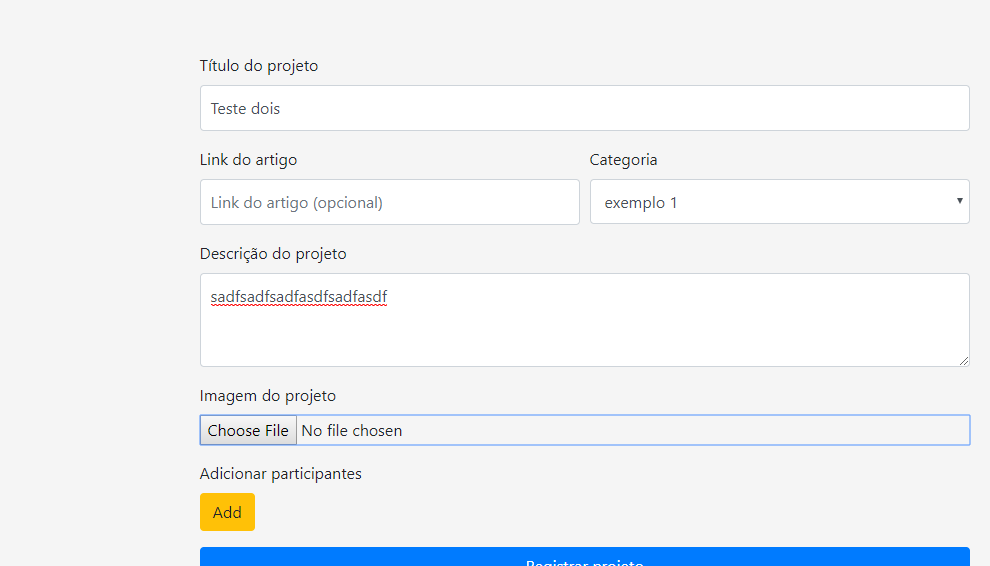 Título do projeto
Teste dois
Link do artigo
Categoria
Link do artigo (opcional)
exemplo 1
Descrição do projeto
sadfsadfsadfasdfsadfasdf
Imagem do projeto
Choose File No file chosen
Adicionar participantes
Add
Registrar projeto